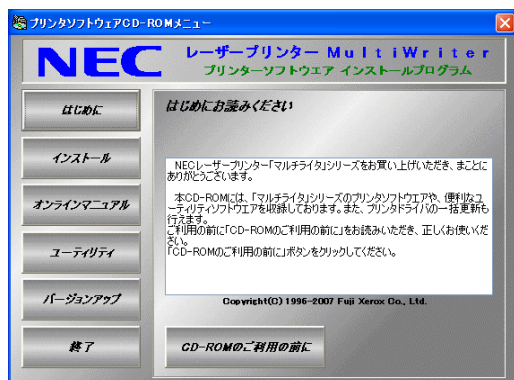 プリンタソフトウェアCD-ROMメニュー
NEC
レーザープリンター MultiWriter
プリンターソフトウエア インストールプログラム
はじめに
はじめにお読みください
インストール
オンラインマニュアル
ユーティリティ
バージョンアップ
終了
NECレーザープリンター「マルチライタ」シリーズをお買い上げいただき、まことに
ありがとうございます。
本CD-ROMには、「マルチライタ」シリーズのプリンタソフトウエアや、便利なユ
ーティリティソフトウエアを収録しております。また、プリンタドライバの一括更新も
行えます。
ご利用の前に「CD-ROMのご利用の前に」をお読みいただき、正しくお使いくだ
さい。
「CD-ROMのご利用の前に」ボタンをクリックしてください。
Copyright(C) 1996-2007 Fuji Xerox Co., Ltd.
CD-ROMのご利用の前に